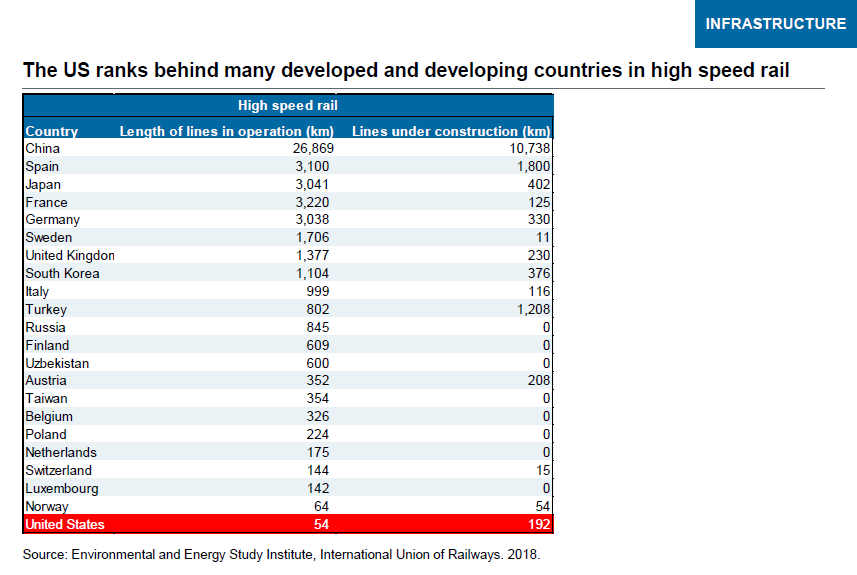 INFRASTRUCTURE
The US ranks behind many developed and developing countries in high speed rail
High speed rail
Country Length of lines in operation (km) Lines under construction (km)
China 26,869 10,738
Spain 3,100 1,800
Japan 3,041 402
France 3,220 125
Germany 3,038 330
Sweden 1,706 11
United Kingdon 1,377 230
South Korea 1,104 376
Italy 999 116
Turkey 802 1,208
Russia 845 0
Finland 609 0
Uzbekistan 600 0
Austria 352 208
Taiwan 354 0
Belgium 326 0
Poland 224 0
Netherlands 175 0
Switzerland 144 15
Luxembourg 142 0
Norway 64 54
United States 54 192
Source: Environmental and Energy Study Institute, International Union of Railways. 2018.